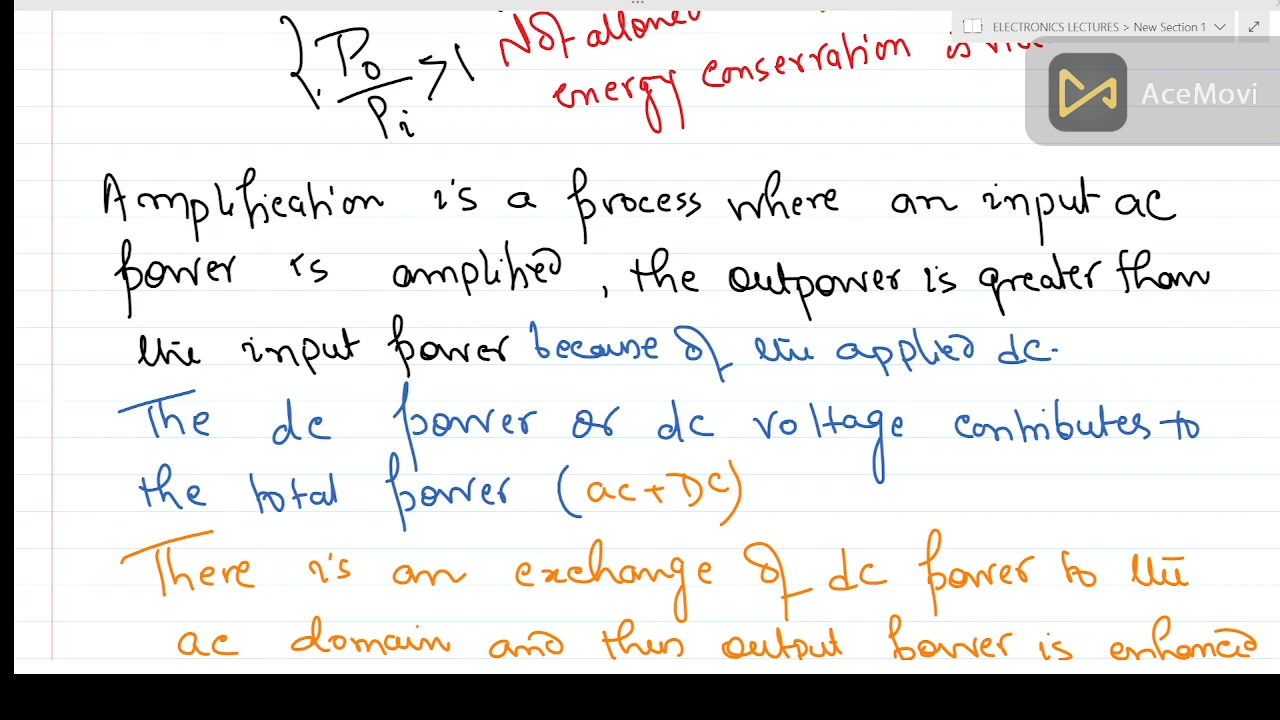 ELECTRONICS LECTURES > New Section 1
AceMovi
Po/Pi > 1
Not allowed
energy conservation is
Amplification is a process where an input ac
power is amplified, the outpower is greater than
the input power because of the applied dc.
The dc power or dc voltage contributes to
the total power (ac + DC)
There is an exchange of dc power to the
ac domain and thus output power is enhanced